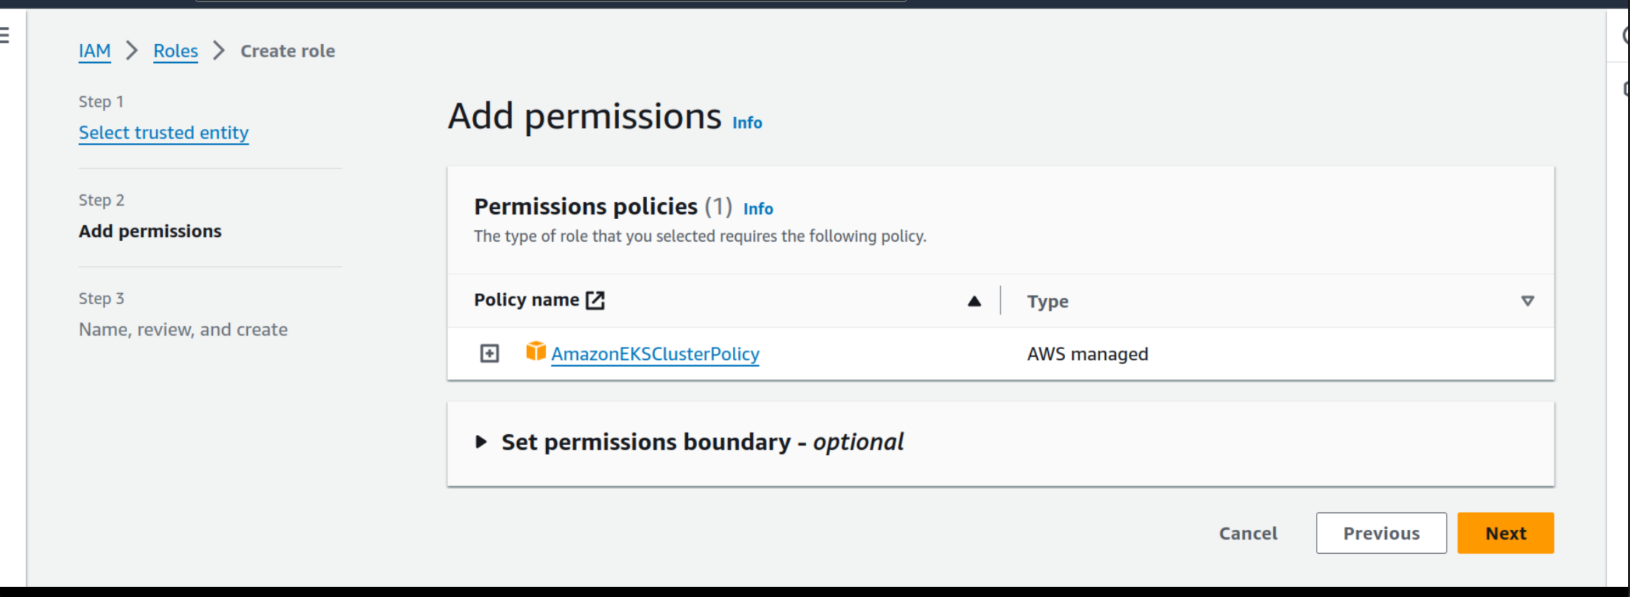 IAM > Roles > Create role
Step 1
Select trusted entity
Step 2
Add permissions
Step 3
Name, review, and create
Add permissions Info
Permissions policies (1) Info
The type of role that you selected requires the following policy.
Policy name Type
AmazonEKSClusterPolicy AWS managed
Set permissions boundary - optional
Cancel Previous Next